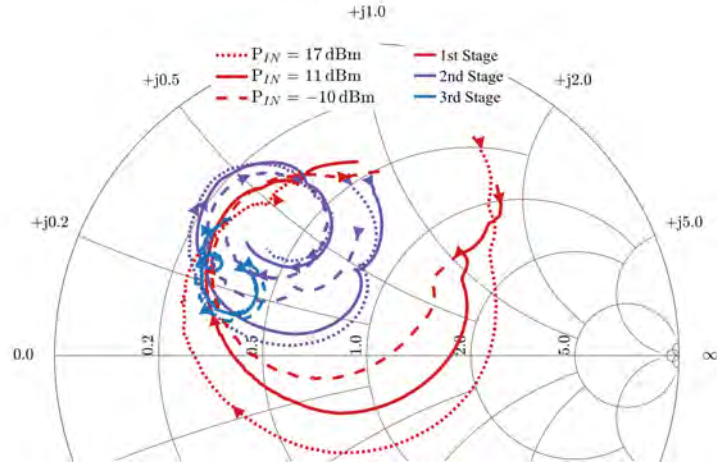 +j1.0
P_IN = 17 dBm 1st Stage
P_IN = 11 dBm 2nd Stage
P_IN = −10 dBm 3rd Stage
+j0.5
+j2.0
+j0.2
+j5.0
0.0
0.2
0.5
1.0
2.0
5.0
∞